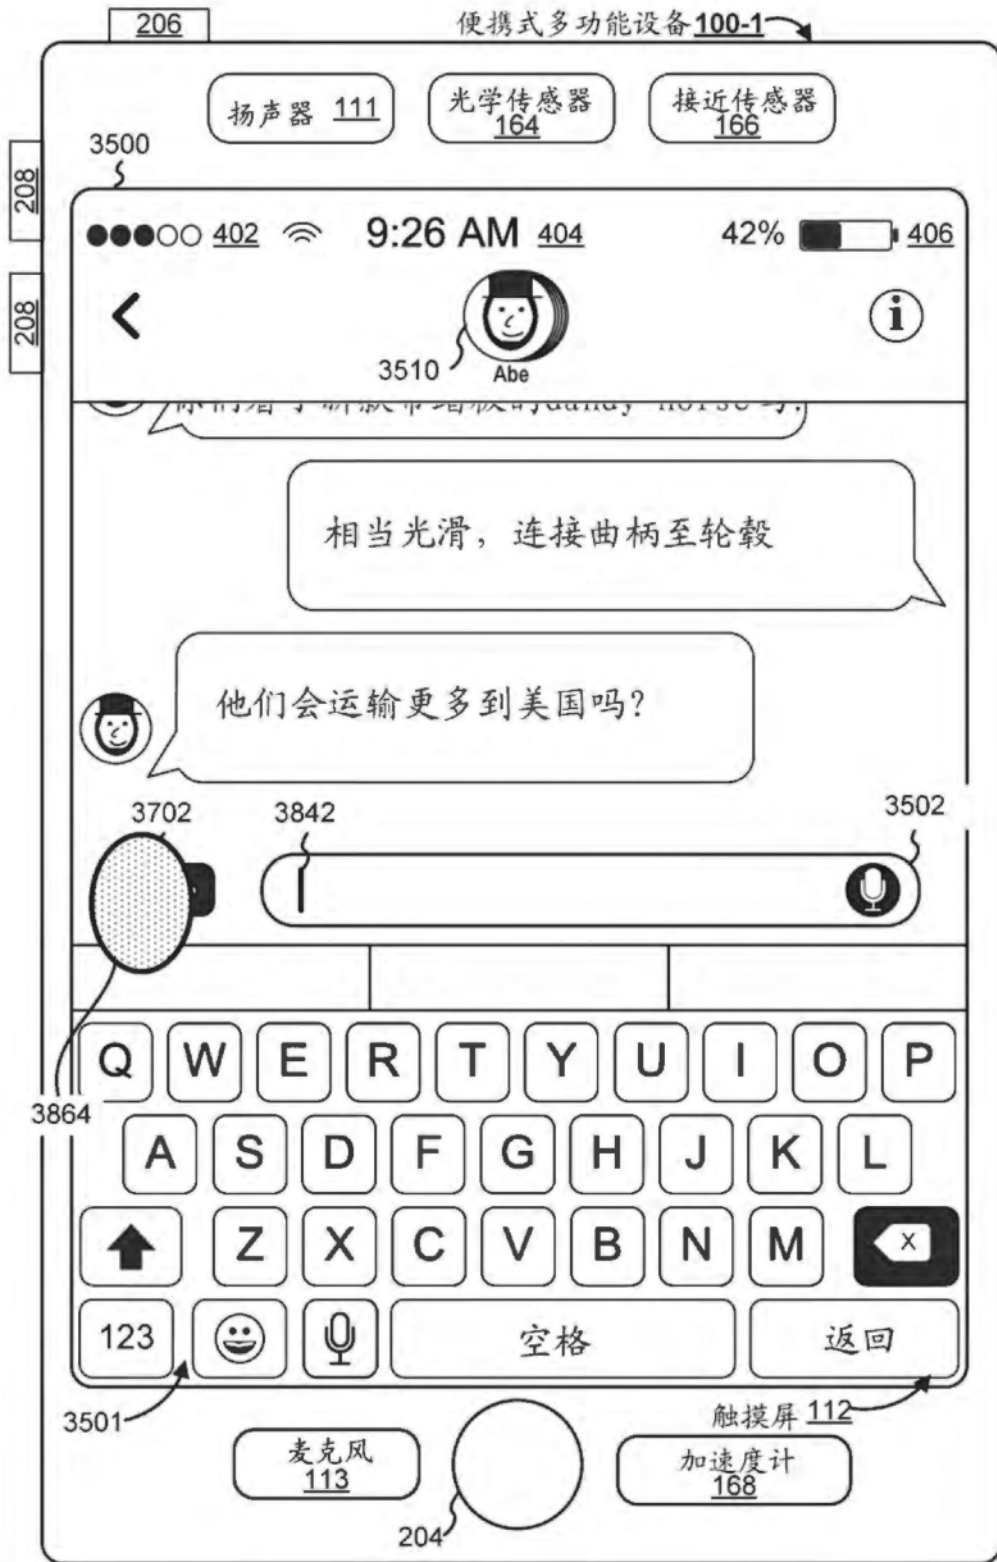 206
便携式多功能设备 100-1
扬声器 111
光学传感器
164
接近传感器
166
3500
208
402 9:26 AM 404 42% 406
208
3510
Abe
dandy horse
相当光滑，连接曲柄至轮毂
他们会运输更多到美国吗？
3702
3842
3502
Q W E R T Y U I O P
3864
A S D F G H J K L
Z X C V B N M X
123 空格 返回
3501
触摸屏 112
麦克风
113
加速度计
168
204